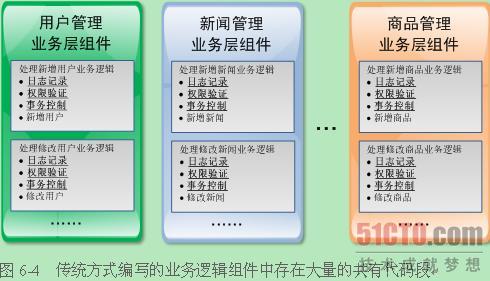 用户管理
业务层组件
处理新增用户业务逻辑
● 日志记录
● 权限验证
● 事务控制
● 新增用户
处理修改用户业务逻辑
● 日志记录
● 权限验证
● 事务控制
● 修改用户
……
新闻管理
业务层组件
处理新增新闻业务逻辑
● 日志记录
● 权限验证
● 事务控制
● 新增新闻
处理修改新闻业务逻辑
● 日志记录
● 权限验证
● 事务控制
● 修改新闻
……
…
商品管理
业务层组件
处理新增商品业务逻辑
● 日志记录
● 权限验证
● 事务控制
● 新增商品
处理修改商品业务逻辑
● 日志记录
● 权限验证
● 事务控制
● 修改商品
……
51CTO.com
技术成就梦想
图 6-4 传统方式编写的业务逻辑组件中存在大量的共有代码段。